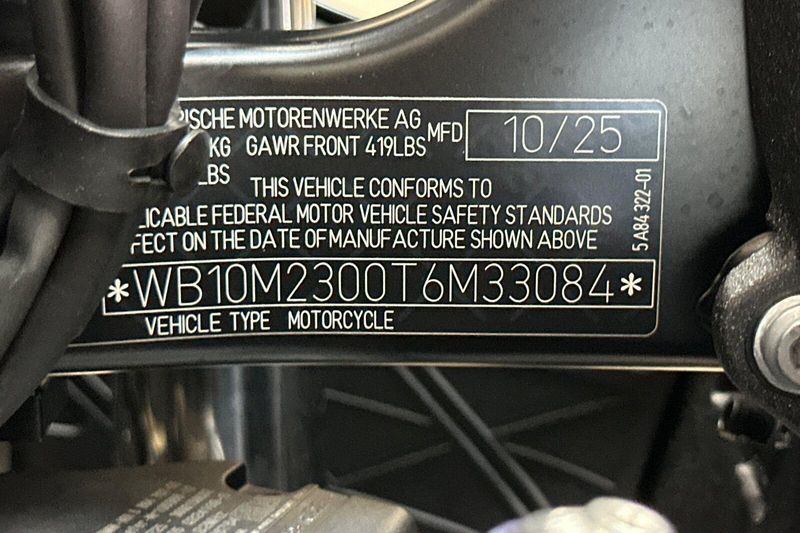 RISCHE MOTORENWERKE AG
KG GAWR FRONT 419LBS
MFD 10/25
LBS
THIS VEHICLE CONFORMS TO
LICABLE FEDERAL MOTOR VEHICLE SAFETY STANDARDS
FECT ON THE DATE OF MANUFACTURE SHOWN ABOVE
5.A84 322-01
*WB10M2300T6M33084*
VEHICLE TYPE MOTORCYCLE